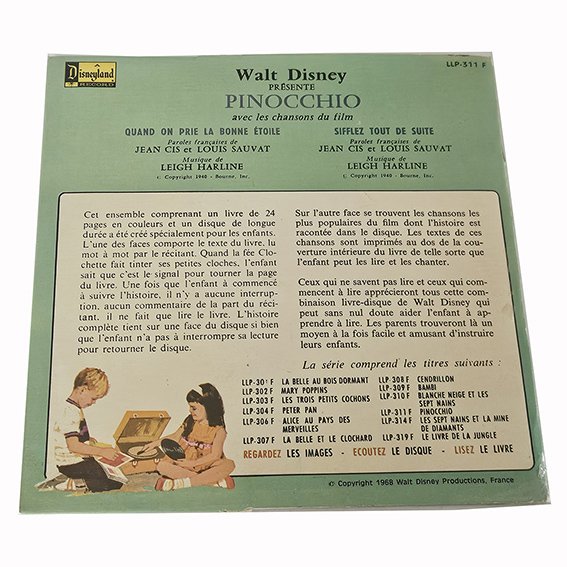 Disneyland
RECORD
LLP-311 F
Walt Disney
PRÉSENTE
PINOCCHIO
avec les chansons du film
QUAND ON PRIE LA BONNE ÉTOILE
Paroles françaises de
JEAN CIS et LOUIS SAUVAT
Musique de
LEIGH HARLINE
© Copyright 1940 - Bourne, Inc.
SIFFLEZ TOUT DE SUITE
Paroles françaises de
JEAN CIS et LOUIS SAUVAT
Musique de
LEIGH HARLINE
© Copyright 1940 - Bourne, Inc.
Cet ensemble comprenant un livre de 24
pages en couleurs et un disque de longue
durée a été créé spécialement pour les enfants.
L'une des faces comporte le texte du livre, lu
mot à mot par le récitant. Quand la fée Clo-
chette fait tinter ses petites cloches, l'enfant
sait que c'est le signal pour tourner la page
du livre. Une fois que l'enfant à commencé
à suivre l'histoire, il n'y a aucune interrup-
tion, aucun commentaire de la part du réci-
tant, il ne fait que lire le livre. L'histoire
complète tient sur une face du disque si bien
que l'enfant n'a pas à interrompre sa lecture
pour retourner le disque.
Sur l'autre face se trouvent les chansons les
plus populaires du film dont l'histoire est
racontée dans le disque. Les textes de ces
chansons sont imprimés au dos de la cou-
verture intérieure du livre de telle sorte que
l'enfant peut les lire et les chanter.
Ceux qui ne savent pas lire et ceux qui com-
mencent à lire apprécieront tous cette com-
binaison livre-disque de Walt Disney qui
peut sans nul doute aider l'enfant à ap-
prendre à lire. Les parents trouveront là un
moyen à la fois facile et amusant d'instruire
leurs enfants.
La série comprend les titres suivants :
LLP-301 F LA BELLE AU BOIS DORMANT
LLP-302 F MARY POPPINS
LLP-303 F LES TROIS PETITS COCHONS
LLP-304 F PETER PAN
LLP-306 F ALICE AU PAYS DES
MERVEILLES
LLP-307 F LA BELLE ET LE CLOCHARD
LLP-308 F CENDRILLON
LLP-309 F BAMBI
LLP-310 F BLANCHE NEIGE ET LES
SEPT NAINS
LLP-311 F PINOCCHIO
LLP-314 F LES SEPT NAINS ET LA MINE
DE DIAMANTS
LLP-319 F LE LIVRE DE LA JUNGLE
REGARDEZ LES IMAGES - ECOUTEZ LE DISQUE - LISEZ LE LIVRE
© Copyright 1968 Walt Disney Productions, France